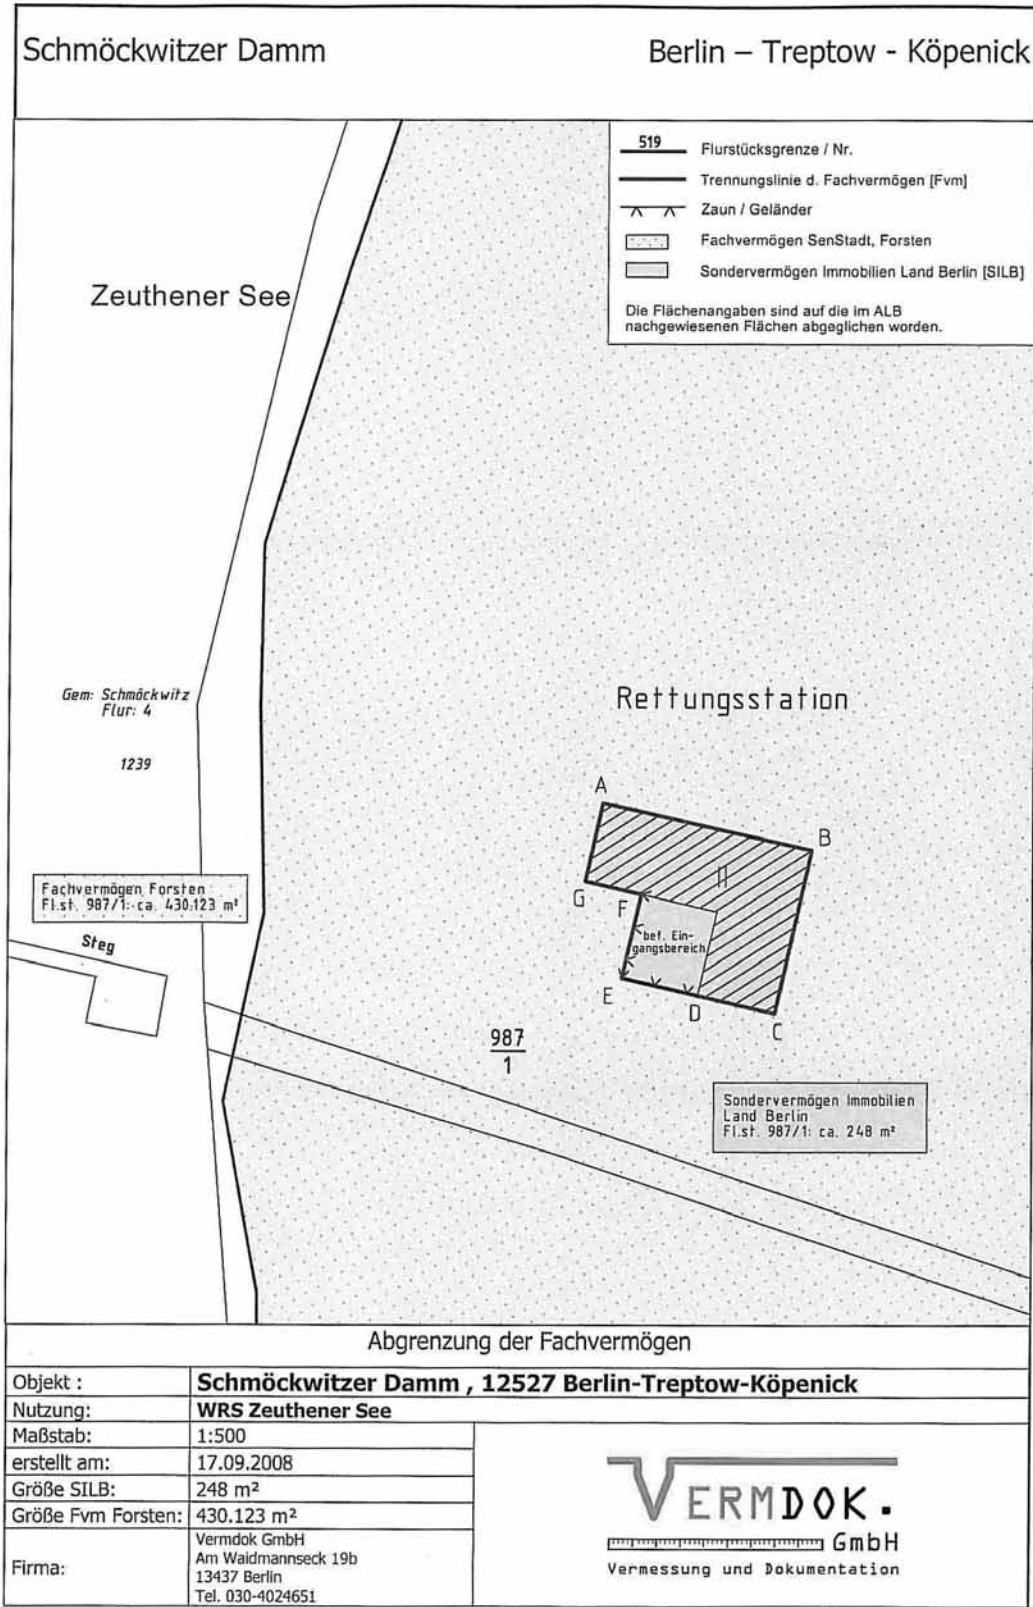 Schmöckwitzer Damm
Berlin – Treptow - Köpenick
519 Flurstücksgrenze / Nr.
Trennungslinie d. Fachvermögen [Fvm]
Zaun / Geländer
Fachvermögen SenStadt, Forsten
Sondervermögen Immobilien Land Berlin [SILB]
Die Flächenangaben sind auf die im ALB
nachgewiesenen Flächen abgeglichen worden.
Zeuthener See
Gem: Schmöckwitz
Flur: 4
1239
Rettungsstation
A
B
G
F
bef. Ein-
gangsbereich
E
D
C
Fachvermögen Forsten
Fl.st. 987/1: ca. 430.123 m²
Steg
987
1
Sondervermögen Immobilien
Land Berlin
Fl.st. 987/1: ca. 248 m²
Abgrenzung der Fachvermögen
Objekt : Schmöckwitzer Damm , 12527 Berlin-Treptow-Köpenick
Nutzung: WRS Zeuthener See
Maßstab: 1:500
erstellt am: 17.09.2008
Größe SILB: 248 m²
Größe Fvm Forsten: 430.123 m²
Firma:
Vermdok GmbH
Am Waidmannseck 19b
13437 Berlin
Tel. 030-4024651
VERMDOK.
GmbH
Vermessung und Dokumentation